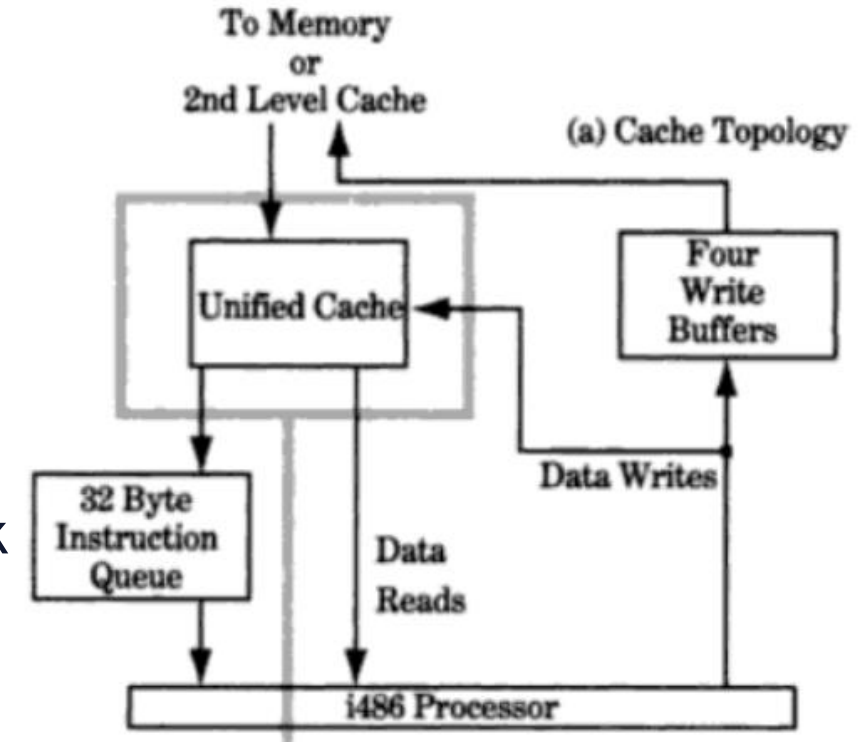 To Memory
or
2nd Level Cache
(a) Cache Topology
Four
Write
Buffers
Unified Cache
Data Writes
32 Byte
Instruction
Queue
Data
Reads
i486 Processor